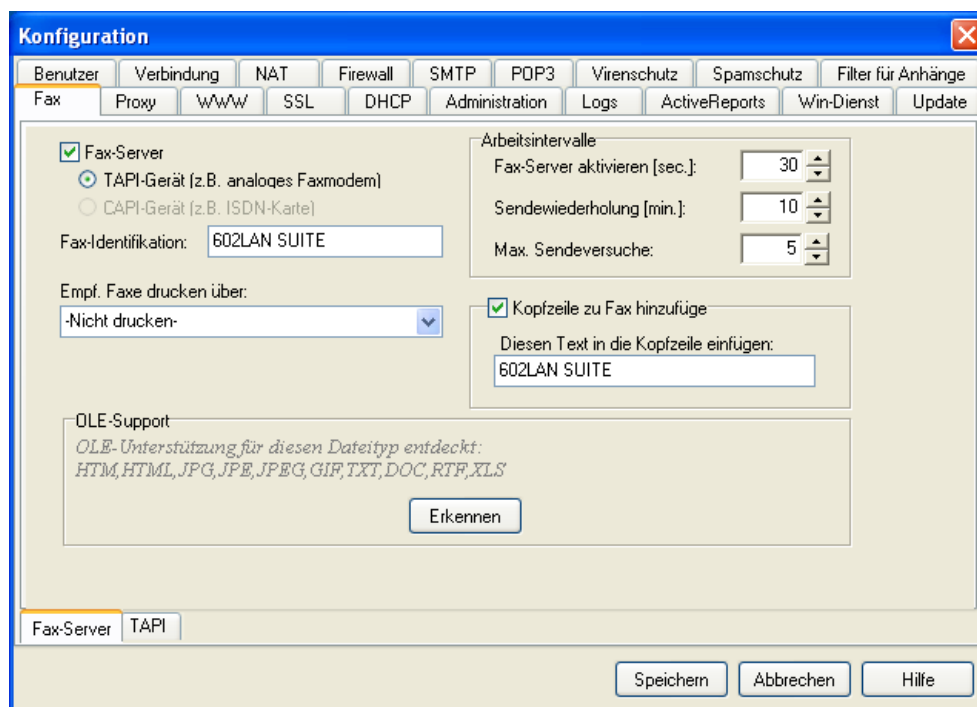 Konfiguration
Benutzer Verbindung NAT Firewall SMTP POP3 Virenschutz Spamschutz Filter für Anhänge
Fax Proxy WWW SSL DHCP Administration Logs ActiveReports Win-Dienst Update
Fax-Server
TAPI-Gerät (z.B. analoges Faxmodem)
CAPI-Gerät (z.B. ISDN-Karte)
Fax-Identifikation: 602LAN SUITE
Empf. Faxe drucken über:
-Nicht drucken-
Arbeitsintervalle
Fax-Server aktivieren [sec.]: 30
Sendewiederholung [min.]: 10
Max. Sendeversuche: 5
Kopfzeile zu Fax hinzufüge
Diesen Text in die Kopfzeile einfügen:
602LAN SUITE
OLE-Support
OLE-Unterstützung für diesen Dateityp entdeckt:
HTM,HTML,JPG,JPE,JPEG,GIF,TXT,DOC,RTF,XLS
Erkennen
Fax-Server TAPI
Speichern Abbrechen Hilfe